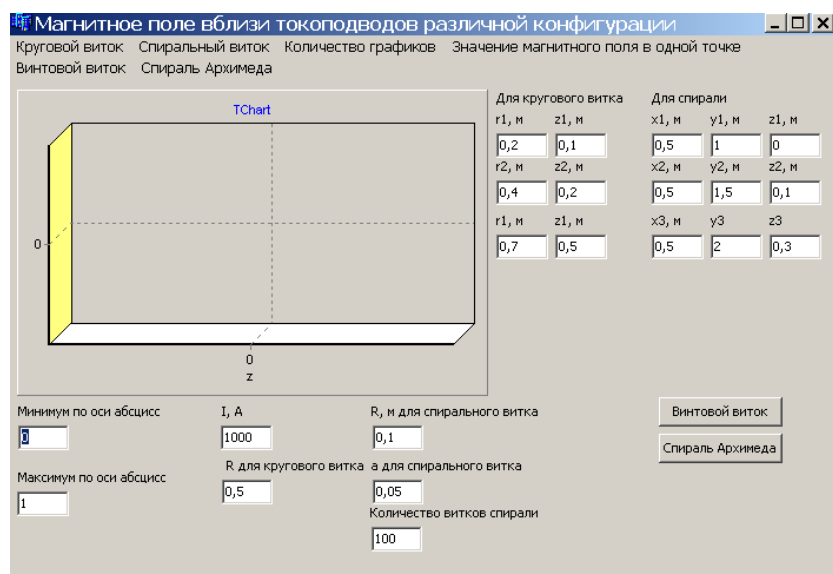 Магнитное поле вблизи токоподводов различной конфигурации
Круговой виток Спиральный виток Количество графиков Значение магнитного поля в одной точке
Винтовой виток Спираль Архимеда
TChart
0
0
z
Для кругового витка Для спирали
r1, м z1, м x1, м y1, м z1, м
0,2 0,1 0,5 1 0
r2, м z2, м x2, м y2, м z2, м
0,4 0,2 0,5 1,5 0,1
r1, м z1, м x3, м y3 z3
0,7 0,5 0,5 2 0,3
Минимум по оси абсцисс I, А R, м для спирального витка
0 1000 0,1
Винтовой виток
Спираль Архимеда
Максимум по оси абсцисс R для кругового витка а для спирального витка
1 0,5 0,05
Количество витков спирали
100